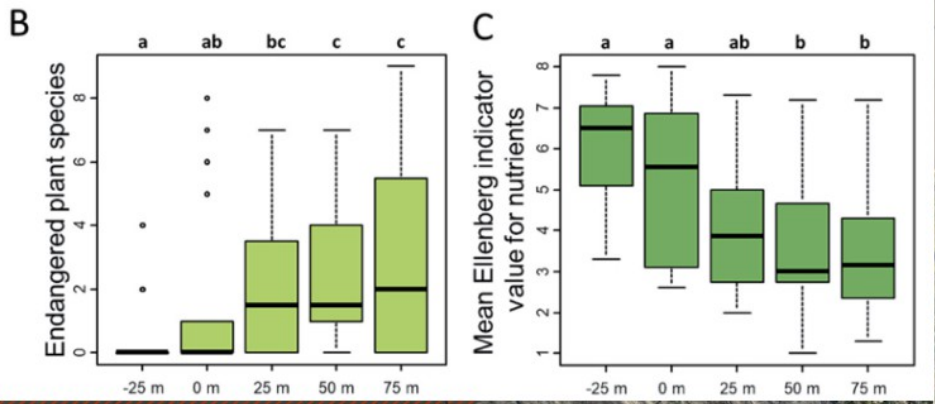 B
a ab bc c c
Endangered plant species
8
6
4
2
0
-25 m 0 m 25 m 50 m 75 m
C
a a ab b b
Mean Ellenberg indicator
value for nutrients
8
7
6
5
4
3
2
1
-25 m 0 m 25 m 50 m 75 m